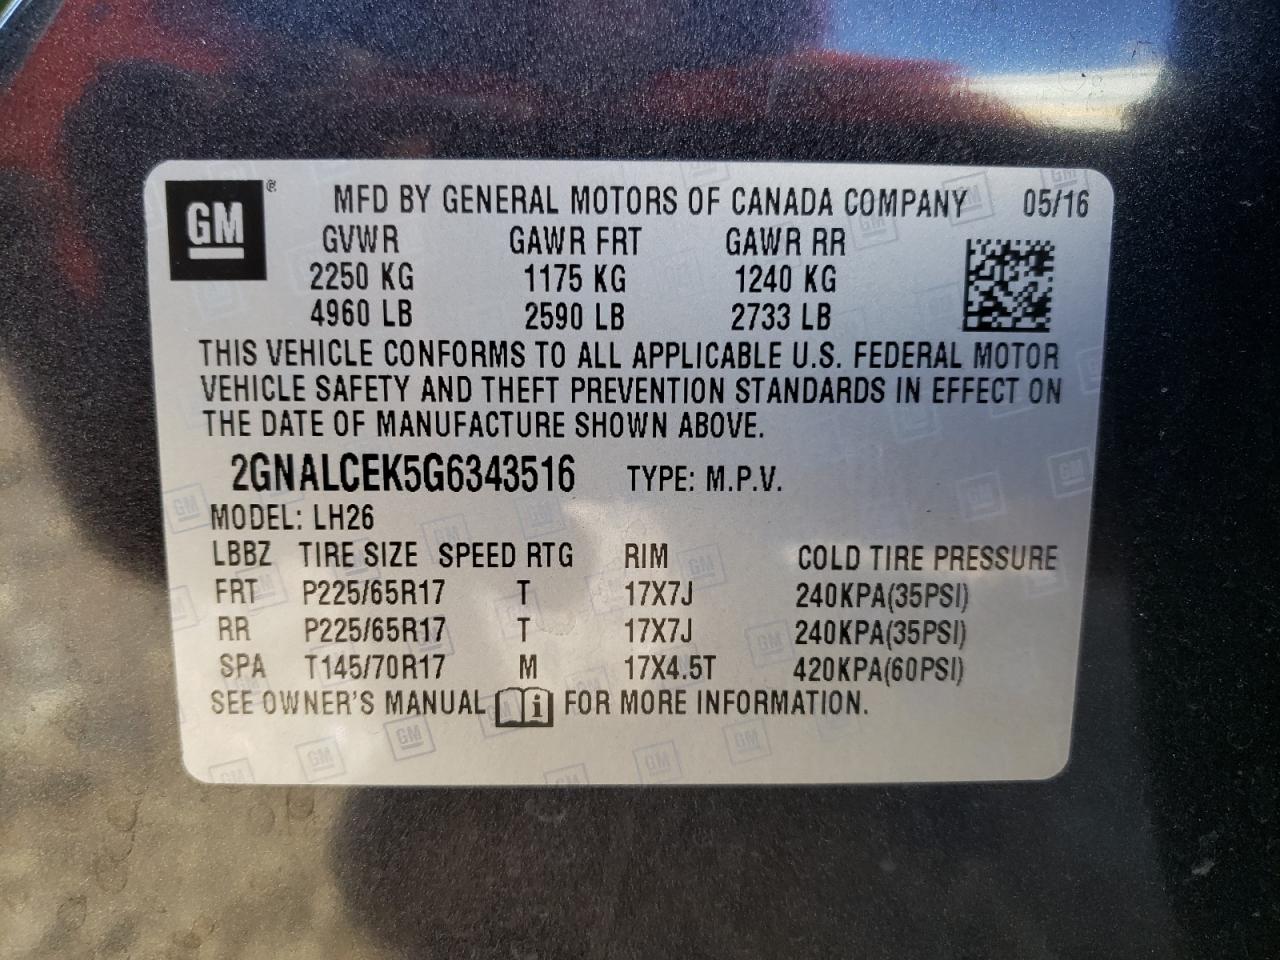 GM ® MFD BY GENERAL MOTORS OF CANADA COMPANY 05/16
GVWR GAWR FRT GAWR RR
2250 KG 1175 KG 1240 KG
4960 LB 2590 LB 2733 LB
THIS VEHICLE CONFORMS TO ALL APPLICABLE U.S. FEDERAL MOTOR
VEHICLE SAFETY AND THEFT PREVENTION STANDARDS IN EFFECT ON
THE DATE OF MANUFACTURE SHOWN ABOVE.
2GNALCEK5G6343516 TYPE: M.P.V.
MODEL: LH26
LBBZ TIRE SIZE SPEED RTG RIM COLD TIRE PRESSURE
FRT P225/65R17 T 17X7J 240KPA(35PSI)
RR P225/65R17 T 17X7J 240KPA(35PSI)
SPA T145/70R17 M 17X4.5T 420KPA(60PSI)
SEE OWNER'S MANUAL i FOR MORE INFORMATION.